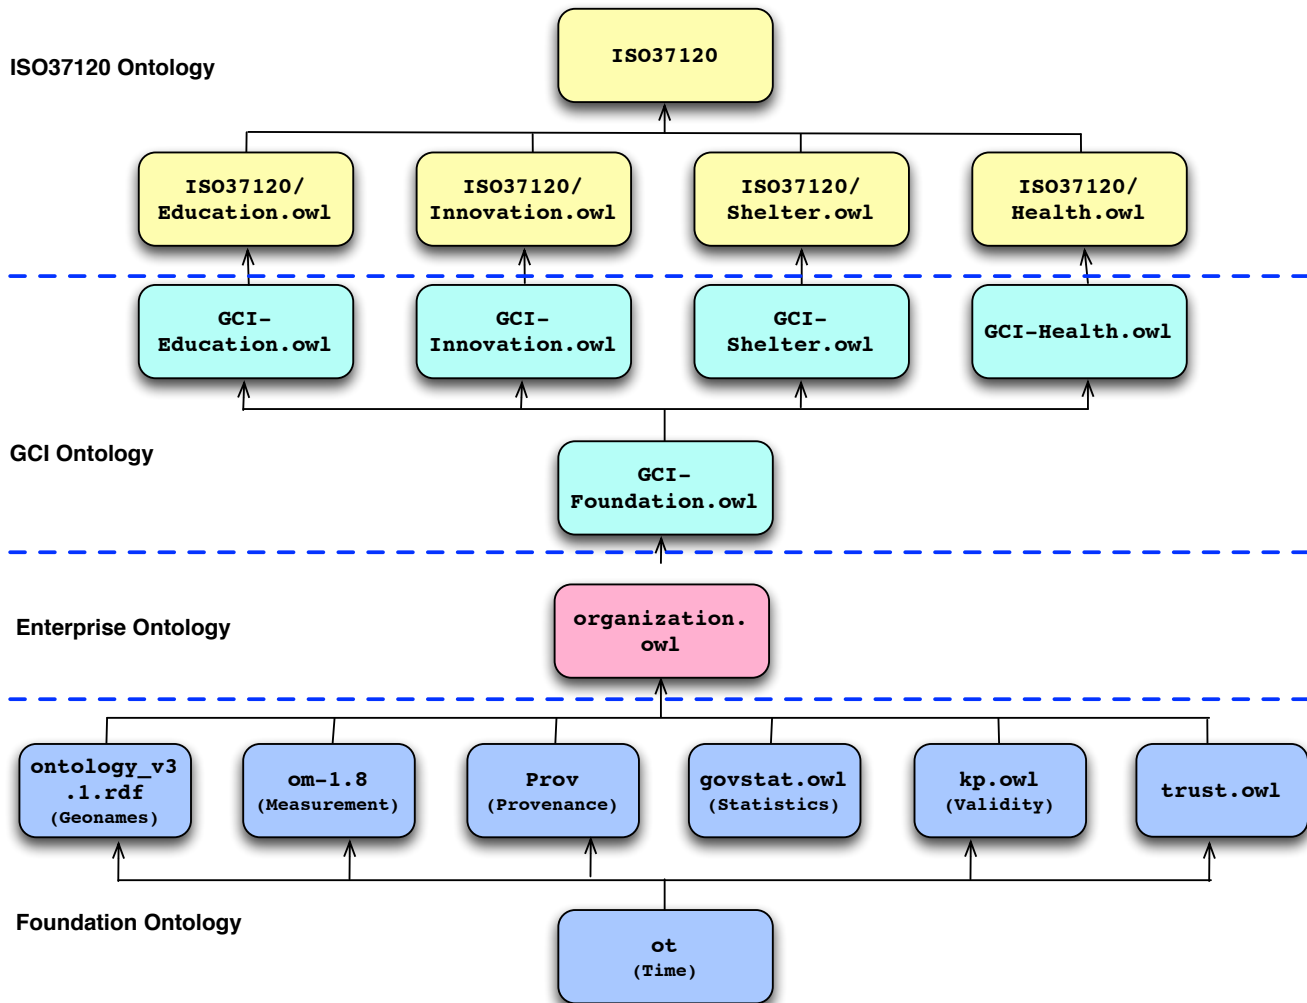 ISO37120
ISO37120 Ontology
ISO37120/
Education.owl
ISO37120/
Innovation.owl
ISO37120/
Shelter.owl
ISO37120/
Health.owl
GCI-
Education.owl
GCI-
Innovation.owl
GCI-
Shelter.owl
GCI-Health.owl
GCI Ontology
GCI-
Foundation.owl
Enterprise Ontology
organization.
owl
ontology_v3
.1.rdf
(Geonames)
om-1.8
(Measurement)
Prov
(Provenance)
govstat.owl
(Statistics)
kp.owl
(Validity)
trust.owl
Foundation Ontology
ot
(Time)